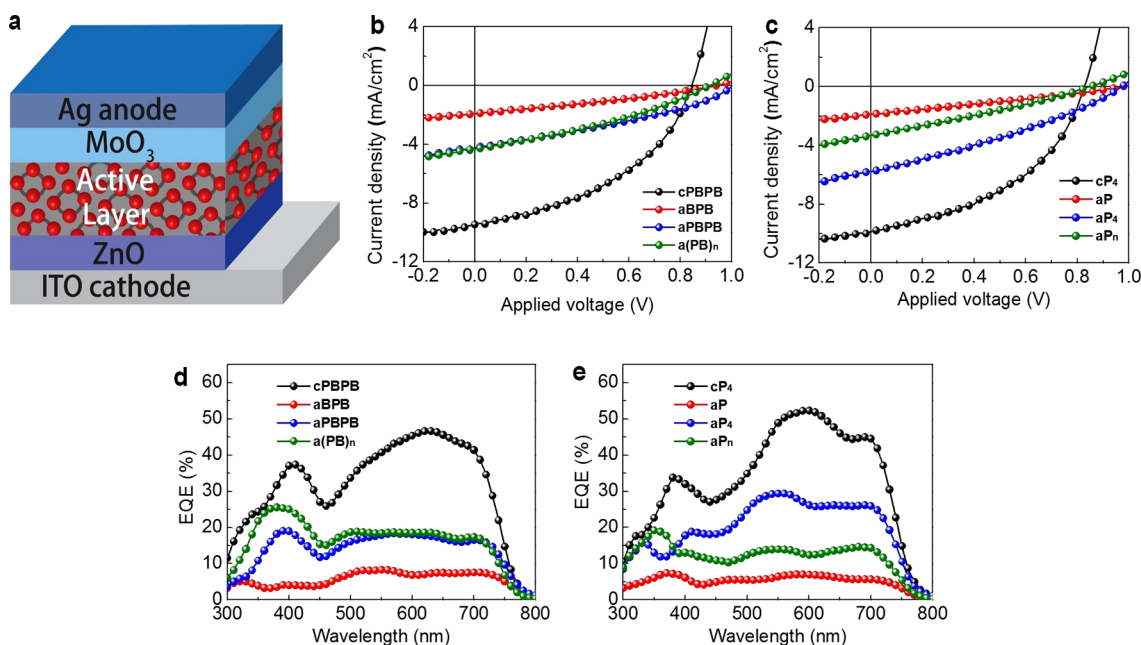 a
Ag anode
MoO₃
Active
Layer
ZnO
ITO cathode
b
Current density (mA/cm²)
4
0
-4
-8
-12
-0.2 0.0 0.2 0.4 0.6 0.8 1.0
Applied voltage (V)
cPBPB
aBPB
aPBPB
a(PB)n
c
Current density (mA/cm²)
4
0
-4
-8
-12
-0.2 0.0 0.2 0.4 0.6 0.8 1.0
Applied voltage (V)
cP₄
aP
aP₄
aPn
d
EQE (%)
60
50
40
30
20
10
0
300 400 500 600 700 800
Wavelength (nm)
cPBPB
aBPB
aPBPB
a(PB)n
e
EQE (%)
60
50
40
30
20
10
0
300 400 500 600 700 800
Wavelength (nm)
cP₄
aP
aP₄
aPn